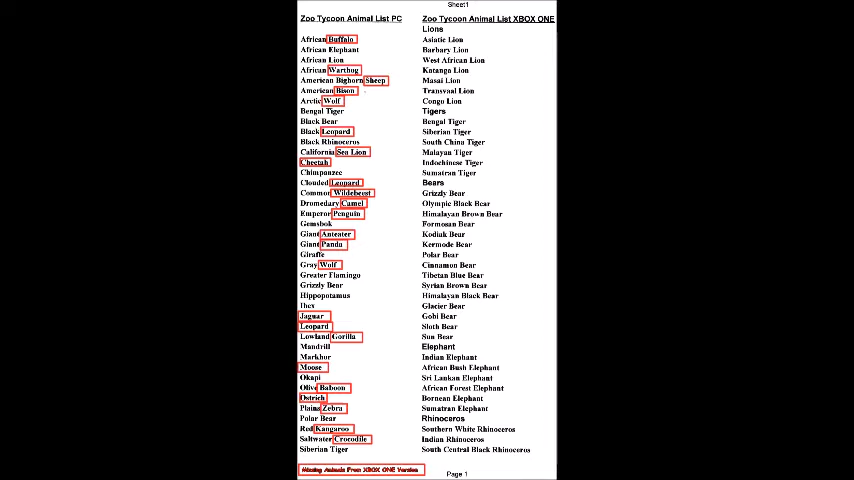 Sheet1
Zoo Tycoon Animal List PC
African Buffalo
African Elephant
African Lion
African Warthog
American Bighorn Sheep
American Bison
Arctic Wolf
Bengal Tiger
Black Bear
Black Leopard
Black Rhinoceros
California Sea Lion
Cheetah
Chimpanzee
Clouded Leopard
Common Wildebeest
Dromedary Camel
Emperor Penguin
Gemsbok
Giant Anteater
Giant Panda
Giraffe
Gray Wolf
Greater Flamingo
Grizzly Bear
Hippopotamus
Ibex
Jaguar
Leopard
Lowland Gorilla
Mandrill
Markhor
Moose
Okapi
Olive Baboon
Ostrich
Plains Zebra
Polar Bear
Red Kangaroo
Saltwater Crocodile
Siberian Tiger
Missing Animals From XBOX ONE Version
Zoo Tycoon Animal List XBOX ONE
Lions
Asiatic Lion
Barbary Lion
West African Lion
Katanga Lion
Masai Lion
Transvaal Lion
Congo Lion
Tigers
Bengal Tiger
Siberian Tiger
South China Tiger
Malayan Tiger
Indochinese Tiger
Sumatran Tiger
Bears
Grizzly Bear
Olympic Black Bear
Himalayan Brown Bear
Formosan Bear
Kodiak Bear
Kermode Bear
Polar Bear
Cinnamon Bear
Tibetan Blue Bear
Syrian Brown Bear
Himalayan Black Bear
Glacier Bear
Gobi Bear
Sloth Bear
Sun Bear
Elephant
Indian Elephant
African Bush Elephant
Sri Lankan Elephant
African Forest Elephant
Bornean Elephant
Sumatran Elephant
Rhinoceros
Southern White Rhinoceros
Indian Rhinoceros
South Central Black Rhinoceros
Page 1